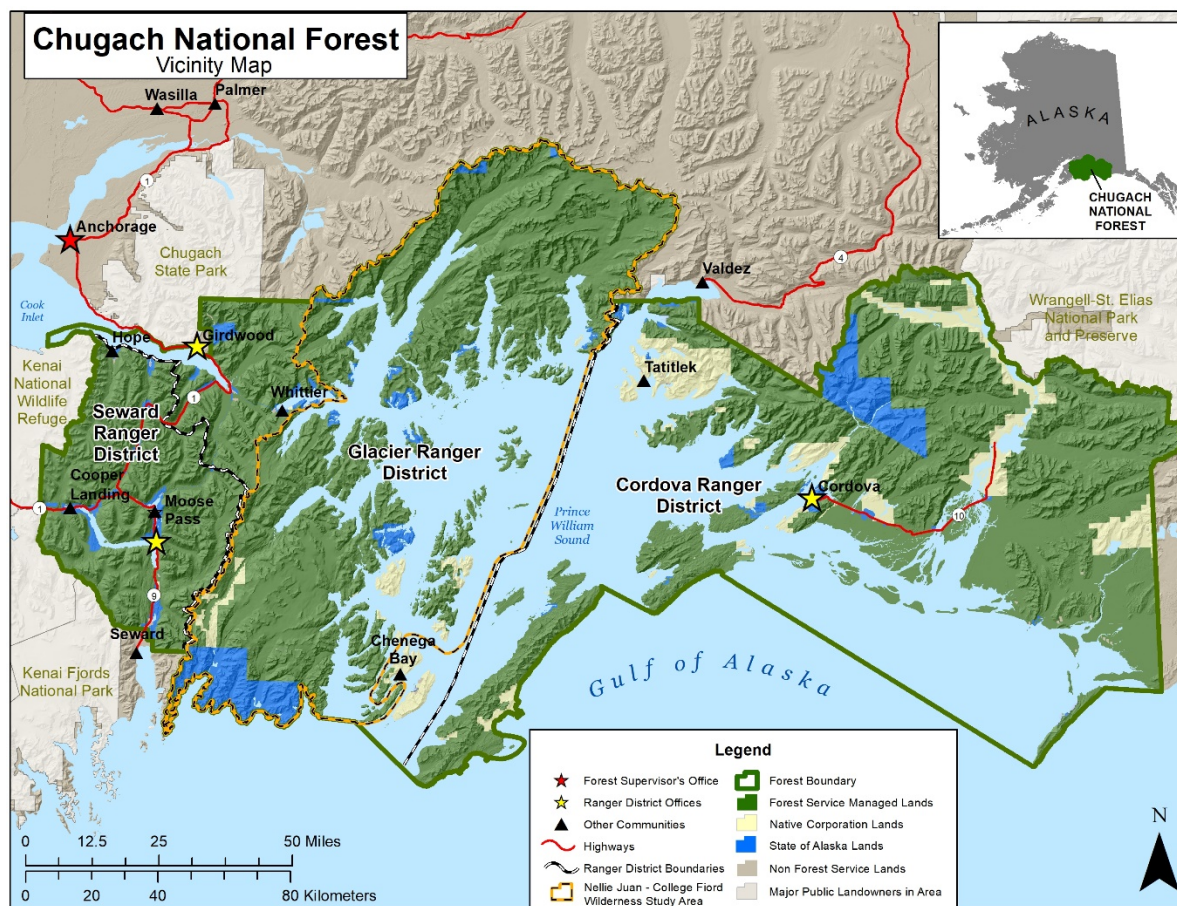 Chugach National Forest
Vicinity Map
Wasilla
Palmer
1
Anchorage
Chugach
State Park
Cook
Inlet
Hope
Girdwood
Kenai
National
Wildlife
Refuge
Seward
Ranger
District
1
Whittier
Cooper
Landing
1
Moose
Pass
9
Seward
Kenai Fjords
National Park
Glacier Ranger
District
Chenega
Bay
Prince
William
Sound
Valdez
4
Tatitlek
Cordova Ranger
District
Cordova
10
Wrangell-St. Elias
National Park
and Preserve
Gulf of Alaska
ALASKA
CHUGACH
NATIONAL
FOREST
0 12.5 25 50 Miles
0 20 40 80 Kilometers
Legend
Forest Supervisor's Office
Ranger District Offices
Other Communities
Highways
Ranger District Boundaries
Nellie Juan - College Fiord
Wilderness Study Area
Forest Boundary
Forest Service Managed Lands
Native Corporation Lands
State of Alaska Lands
Non Forest Service Lands
Major Public Landowners in Area
N